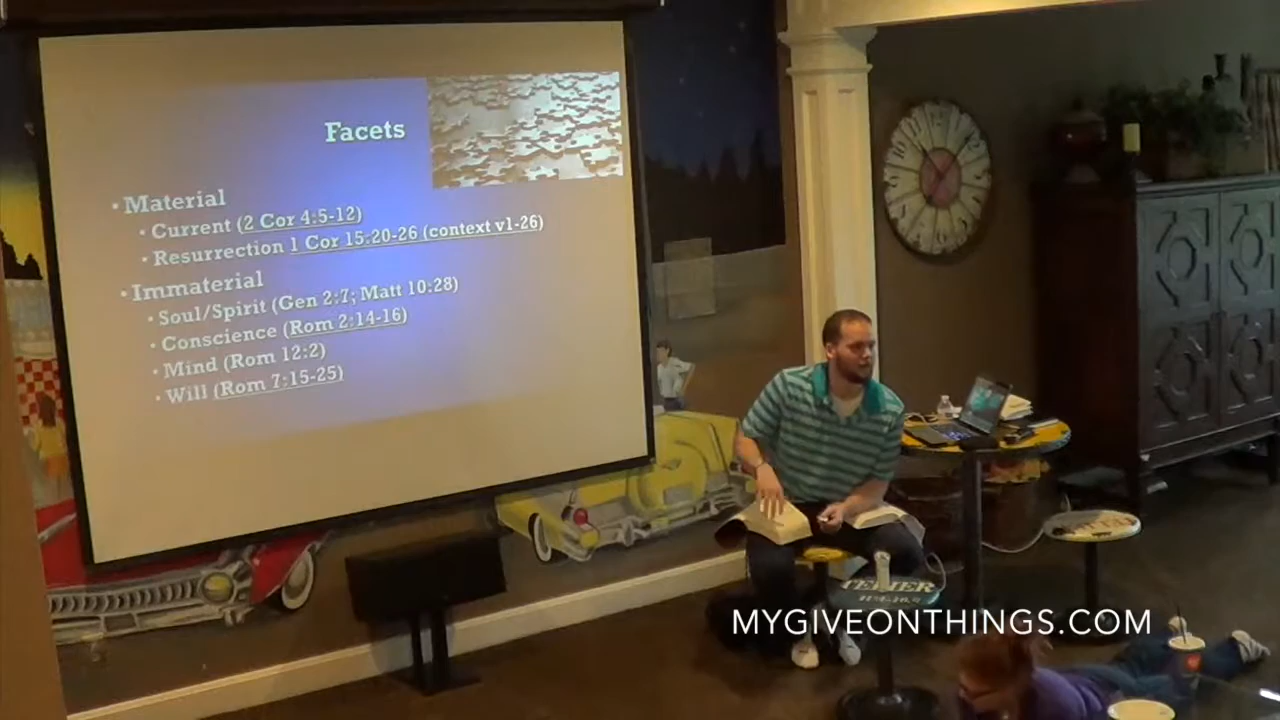 Facets
• Material
• Current (2 Cor 4:5-12)
• Resurrection 1 Cor 15:20-26 (context v1-26)
• Immaterial
• Soul/Spirit (Gen 2:7; Matt 10:28)
• Conscience (Rom 2:14-16)
• Mind (Rom 12:2)
• Will (Rom 7:15-25)
MYGIVEONTHINGS.COM